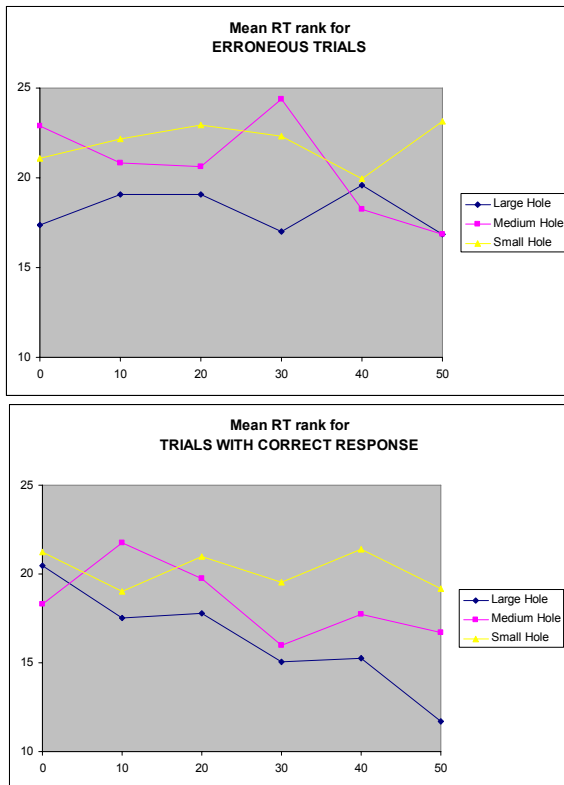 Mean RT rank for
ERRONEOUS TRIALS
25
20
15
10
0 10 20 30 40 50
Large Hole
Medium Hole
Small Hole
Mean RT rank for
TRIALS WITH CORRECT RESPONSE
25
20
15
10
0 10 20 30 40 50
Large Hole
Medium Hole
Small Hole